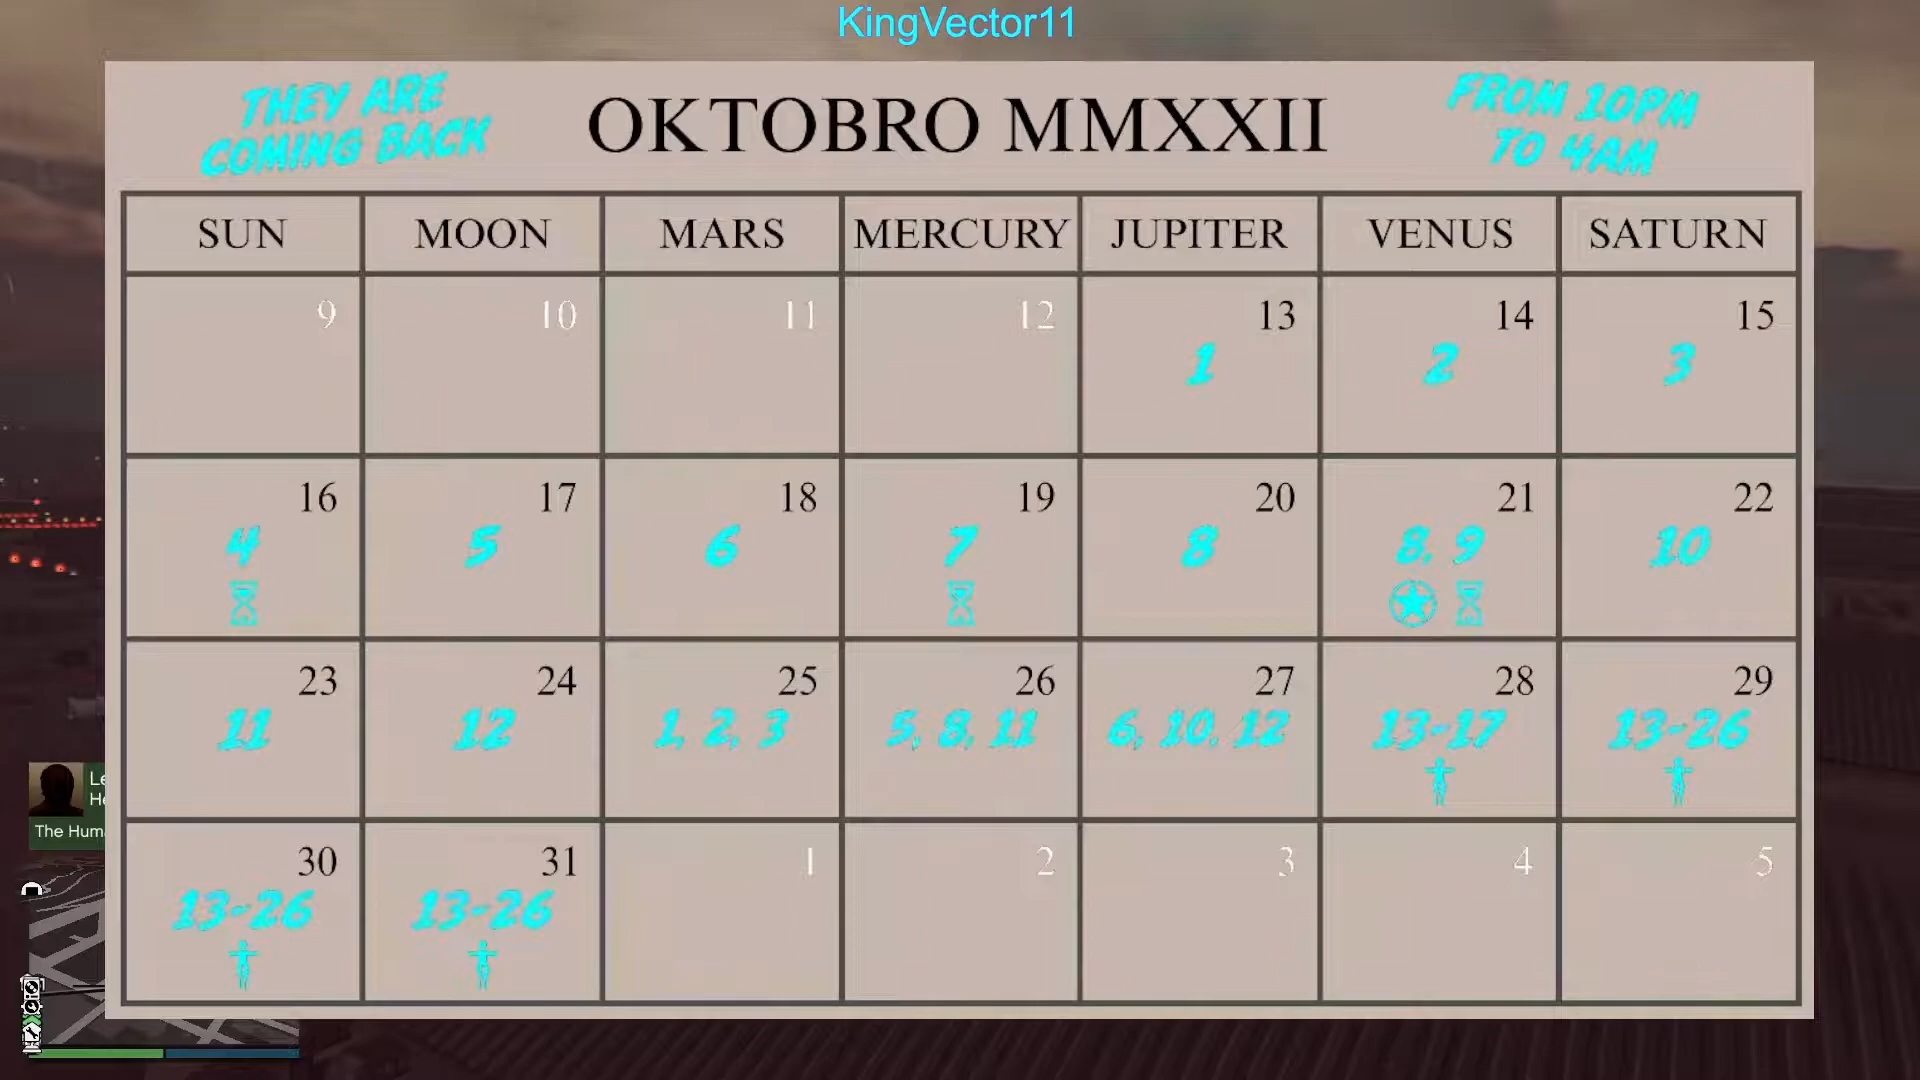 KingVector11
THEY ARE
COMING BACK
OKTOBRO MMXXII
FROM 10PM
TO 4AM
SUN MOON MARS MERCURY JUPITER VENUS SATURN
9 10 11 12 13 14 15
1 2 3
16 17 18 19 20 21 22
4 5 6 7 8 8, 9 10
23 24 25 26 27 28 29
11 12 1, 2, 3 5, 8, 11 6, 10, 12 13-17 13-26
30 31 1 2 3 4 5
13-26 13-26
Le
He
The Hum